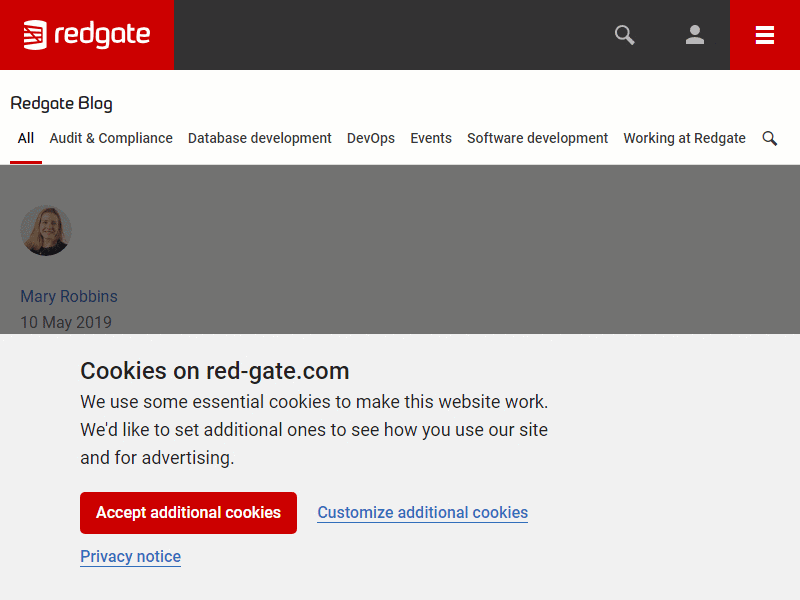 redgate
Redgate Blog
All Audit & Compliance Database development DevOps Events Software development Working at Redgate
Mary Robbins
10 May 2019
Cookies on red-gate.com
We use some essential cookies to make this website work.
We'd like to set additional ones to see how you use our site
and for advertising.
Accept additional cookies Customize additional cookies
Privacy notice